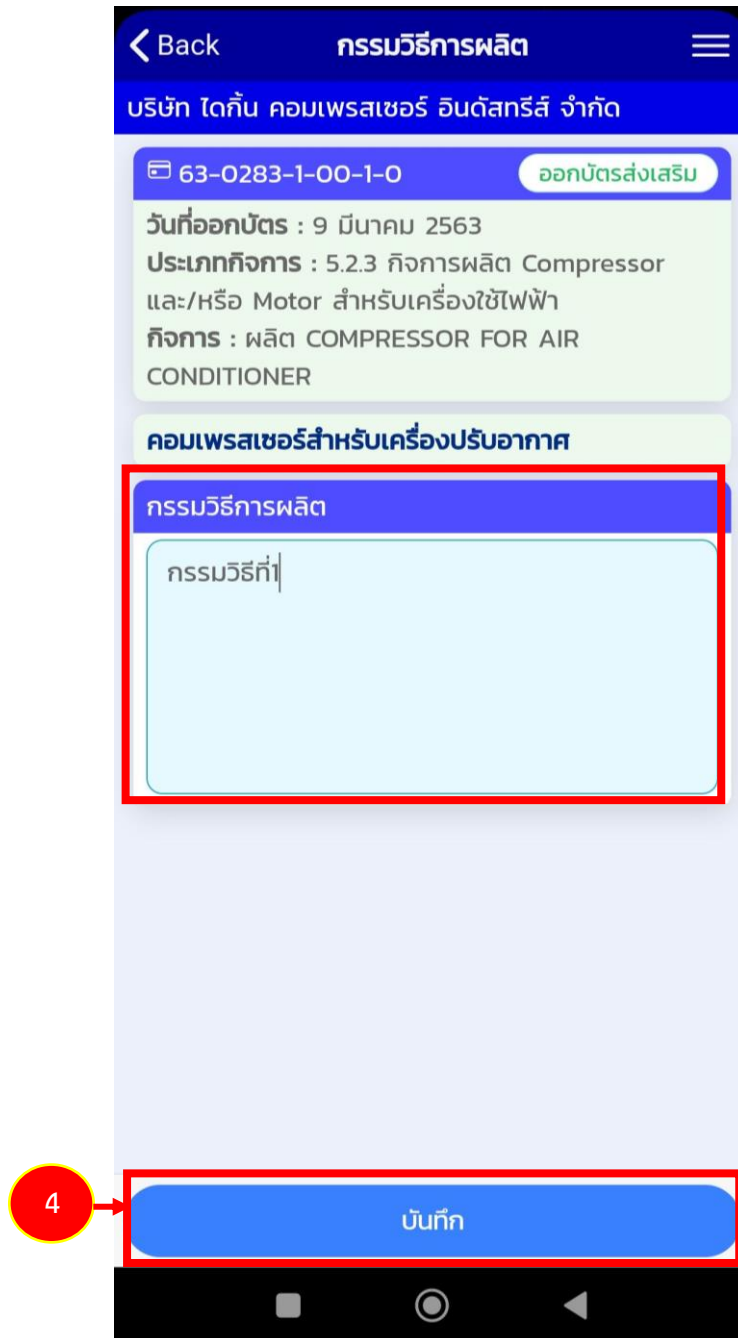 Back กรรมวิธีการผลิต
บริษัท ไดกิ้น คอมเพรสเซอร์ อินดัสทรีส์ จำกัด
63-0283-1-00-1-0 ออกบัตรส่งเสริม
วันที่ออกบัตร : 9 มีนาคม 2563
ประเภทกิจการ : 5.2.3 กิจการผลิต Compressor
และ/หรือ Motor สำหรับเครื่องใช้ไฟฟ้า
กิจการ : ผลิต COMPRESSOR FOR AIR
CONDITIONER
คอมเพรสเซอร์สำหรับเครื่องปรับอากาศ
กรรมวิธีการผลิต
กรรมวิธีที่1
4
บันทึก